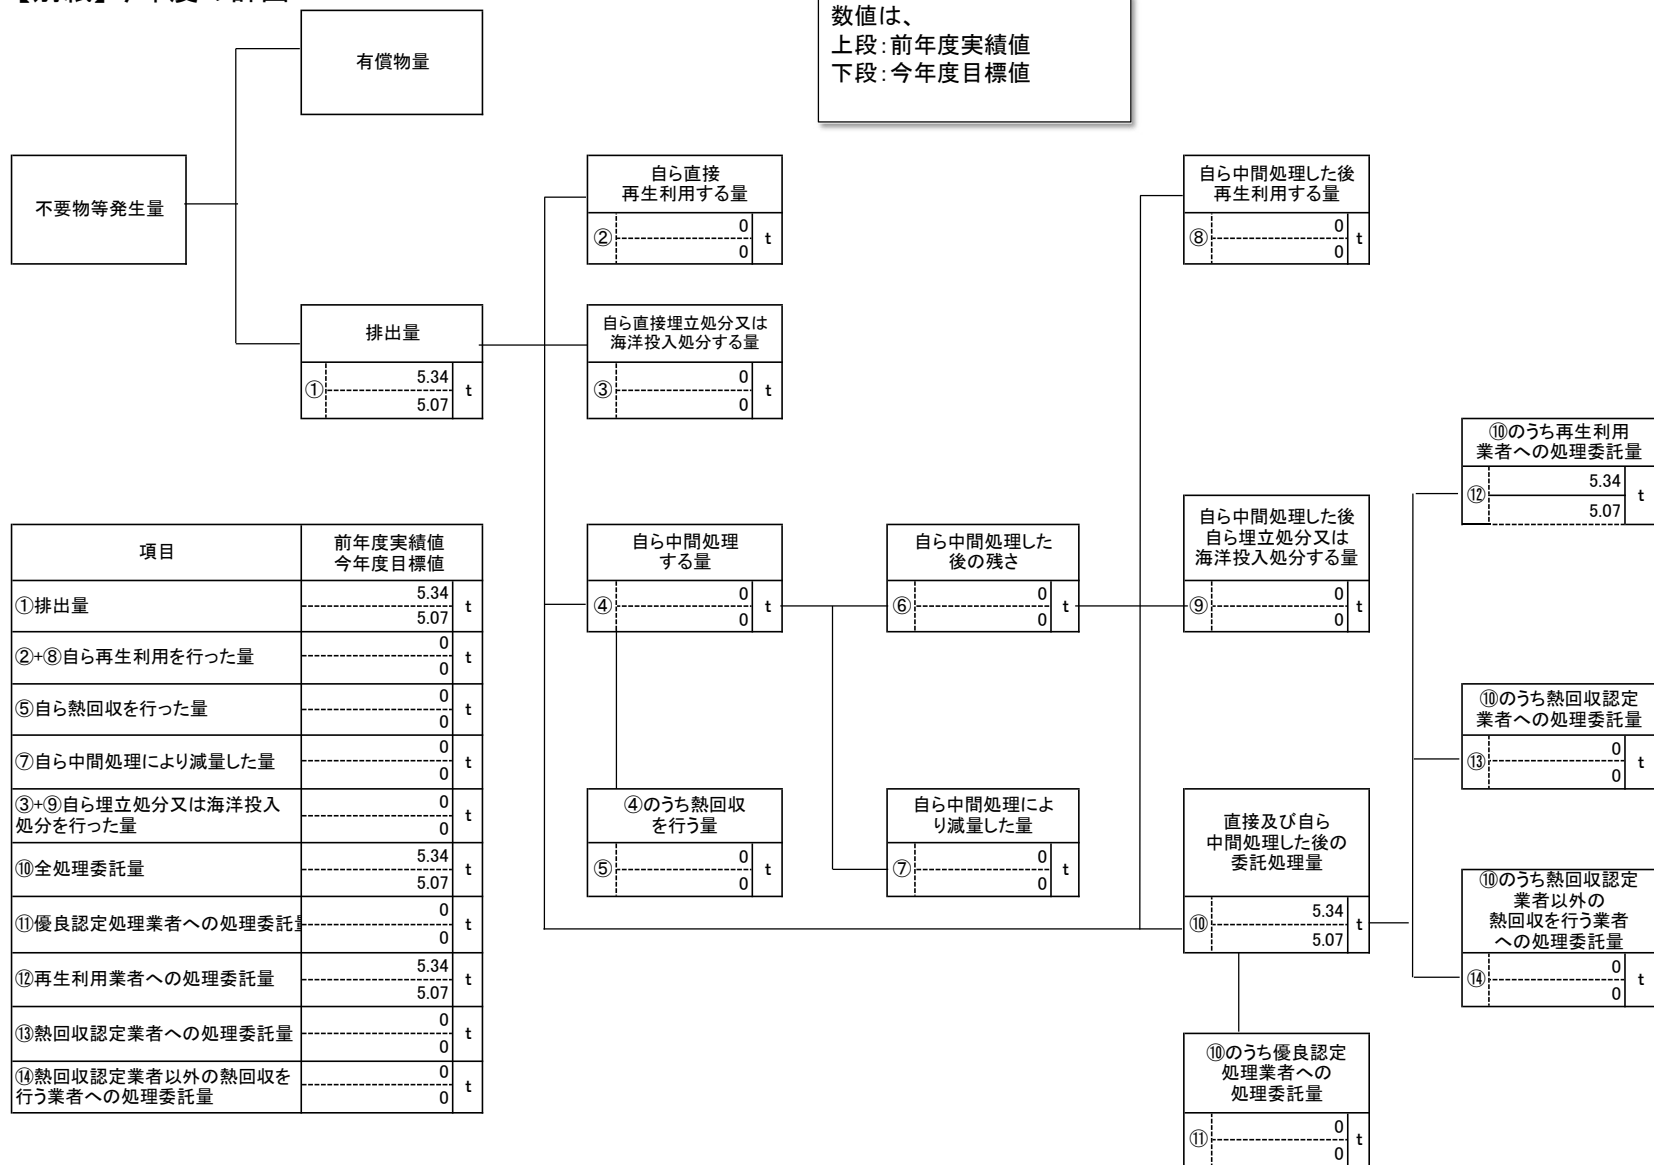 数値は、
上段：前年度実績値
下段：今年度目標値
有償物量
不要物等発生量
排出量
①
5.34
5.07
t
自ら直接
再生利用する量
②
0
0
t
自ら直接埋立処分又は
海洋投入処分する量
③
0
0
t
自ら中間処理
する量
④
0
0
t
④のうち熱回収
を行う量
⑤
0
0
t
自ら中間処理した
後の残さ
⑥
0
0
t
自ら中間処理によ
り減量した量
⑦
0
0
t
自ら中間処理した後
再生利用する量
⑧
0
0
t
自ら中間処理した後
自ら埋立処分又は
海洋投入処分する量
⑨
0
0
t
直接及び自ら
中間処理した後の
委託処理量
⑩
5.34
5.07
t
⑩のうち優良認定
処理業者への
処理委託量
⑪
0
0
t
⑩のうち再生利用
業者への処理委託量
⑫
5.34
5.07
t
⑩のうち熱回収認定
業者への処理委託量
⑬
0
0
t
⑩のうち熱回収認定
業者以外の
熱回収を行う業者
への処理委託量
⑭
0
0
t
項目
前年度実績値
今年度目標値
①排出量
5.34
5.07
t
②+⑧自ら再生利用を行った量
0
0
t
⑤自ら熱回収を行った量
0
0
t
⑦自ら中間処理により減量した量
0
0
t
③+⑨自ら埋立処分又は海洋投入
処分を行った量
0
0
t
⑩全処理委託量
5.34
5.07
t
⑪優良認定処理業者への処理委託
0
0
t
⑫再生利用業者への処理委託量
5.34
5.07
t
⑬熱回収認定業者への処理委託量
0
0
t
⑭熱回収認定業者以外の熱回収を
行う業者への処理委託量
0
0
t